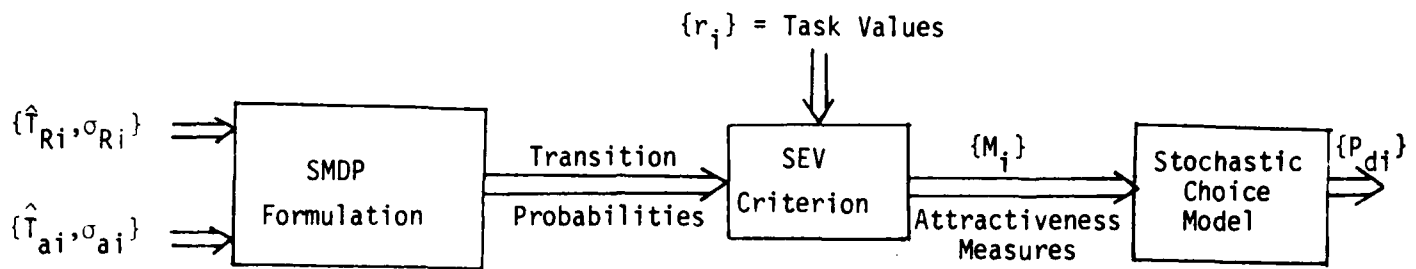 {r_i} = Task Values
{T̂_Ri,σ_Ri}
{T̂_ai,σ_ai}
SMDP
Formulation
Transition
Probabilities
SEV
Criterion
{M_i}
Attractiveness
Measures
Stochastic
Choice
Model
{P_di}